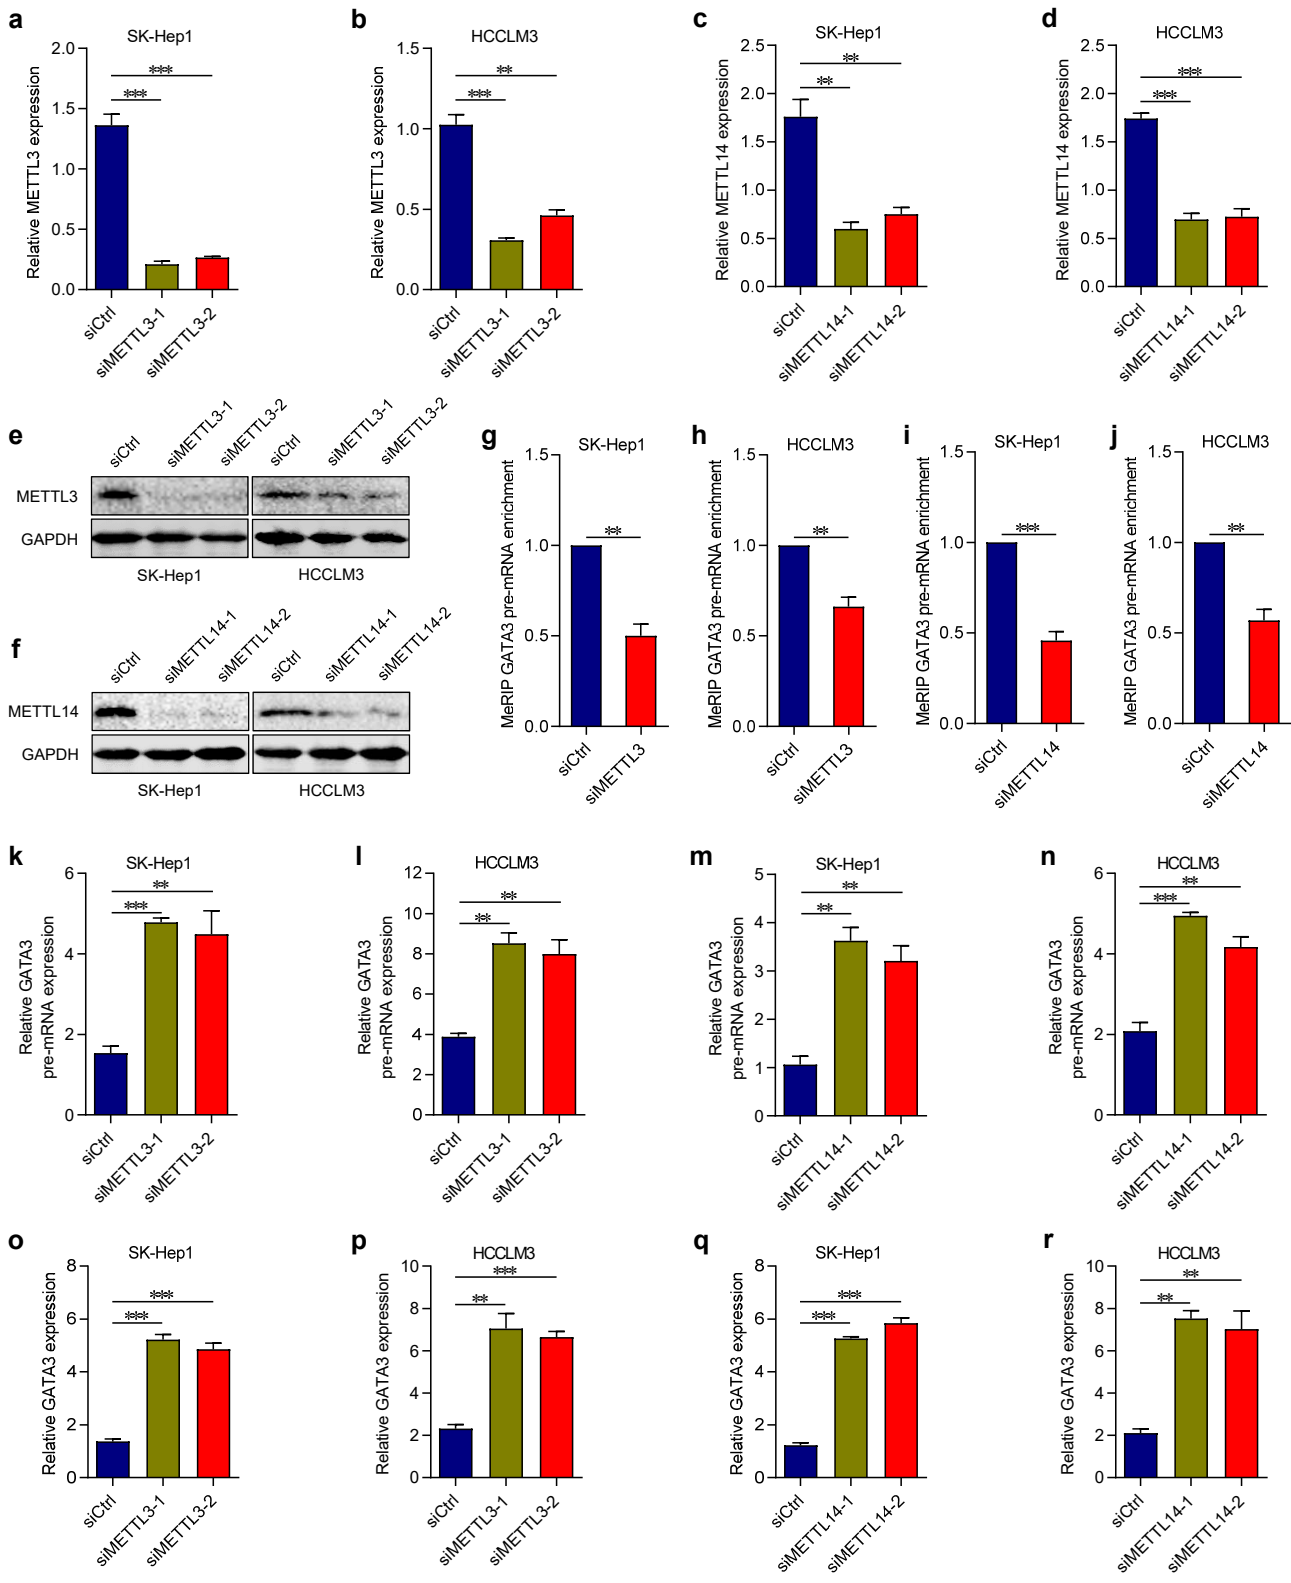 a
SK-Hep1
Relative METTL3 expression
2.0
1.5
1.0
0.5
0.0
***
***
siCtrl
siMETTL3-1
siMETTL3-2
b
HCCLM3
Relative METTL3 expression
1.5
1.0
0.5
0.0
**
***
siCtrl
siMETTL3-1
siMETTL3-2
c
SK-Hep1
Relative METTL14 expression
2.5
2.0
1.5
1.0
0.5
0.0
**
**
siCtrl
siMETTL14-1
siMETTL14-2
d
HCCLM3
Relative METTL14 expression
2.5
2.0
1.5
1.0
0.5
0.0
***
***
siCtrl
siMETTL14-1
siMETTL14-2
e
siCtrl
siMETTL3-1
siMETTL3-2
siCtrl
siMETTL3-1
siMETTL3-2
METTL3
GAPDH
SK-Hep1
HCCLM3
f
siCtrl
siMETTL14-1
siMETTL14-2
siCtrl
siMETTL14-1
siMETTL14-2
METTL14
GAPDH
SK-Hep1
HCCLM3
g
SK-Hep1
MeRIP GATA3 pre-mRNA enrichment
1.5
1.0
0.5
0.0
**
siCtrl
siMETTL3
h
HCCLM3
MeRIP GATA3 pre-mRNA enrichment
1.5
1.0
0.5
0.0
**
siCtrl
siMETTL3
i
SK-Hep1
MeRIP GATA3 pre-mRNA enrichment
1.5
1.0
0.5
0.0
***
siCtrl
siMETTL14
j
HCCLM3
MeRIP GATA3 pre-mRNA enrichment
1.5
1.0
0.5
0.0
**
siCtrl
siMETTL14
k
SK-Hep1
Relative GATA3
pre-mRNA expression
6
4
2
0
**
***
siCtrl
siMETTL3-1
siMETTL3-2
l
HCCLM3
Relative GATA3
pre-mRNA expression
12
10
8
6
4
2
0
**
**
siCtrl
siMETTL3-1
siMETTL3-2
m
SK-Hep1
Relative GATA3
pre-mRNA expression
5
4
3
2
1
0
**
**
siCtrl
siMETTL14-1
siMETTL14-2
n
HCCLM3
Relative GATA3
pre-mRNA expression
6
4
2
0
**
***
siCtrl
siMETTL14-1
siMETTL14-2
o
SK-Hep1
Relative GATA3 expression
8
6
4
2
0
***
***
siCtrl
siMETTL3-1
siMETTL3-2
p
HCCLM3
Relative GATA3 expression
10
8
6
4
2
0
***
**
siCtrl
siMETTL3-1
siMETTL3-2
q
SK-Hep1
Relative GATA3 expression
8
6
4
2
0
***
***
siCtrl
siMETTL14-1
siMETTL14-2
r
HCCLM3
Relative GATA3 expression
10
8
6
4
2
0
**
**
siCtrl
siMETTL14-1
siMETTL14-2